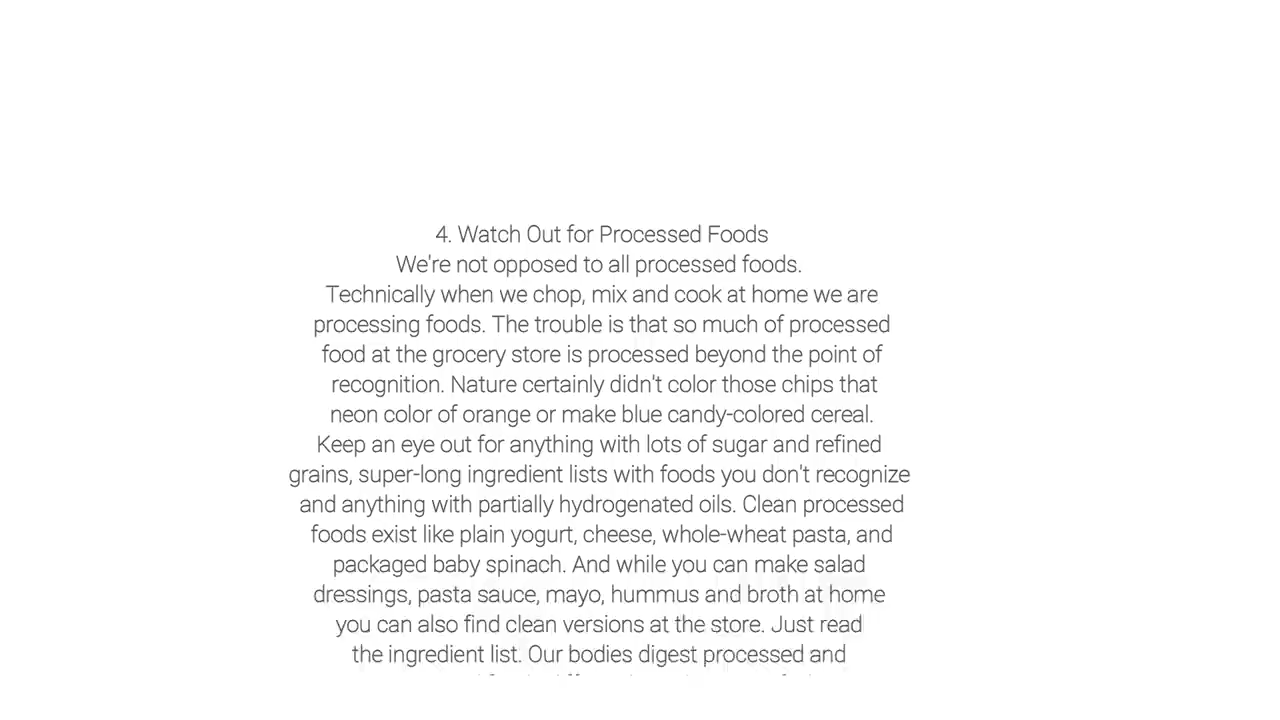 4. Watch Out for Processed Foods
We're not opposed to all processed foods.
Technically when we chop, mix and cook at home we are
processing foods. The trouble is that so much of processed
food at the grocery store is processed beyond the point of
recognition. Nature certainly didn't color those chips that
neon color of orange or make blue candy-colored cereal.
Keep an eye out for anything with lots of sugar and refined
grains, super-long ingredient lists with foods you don't recognize
and anything with partially hydrogenated oils. Clean processed
foods exist like plain yogurt, cheese, whole-wheat pasta, and
packaged baby spinach. And while you can make salad
dressings, pasta sauce, mayo, hummus and broth at home
you can also find clean versions at the store. Just read
the ingredient list. Our bodies digest processed and